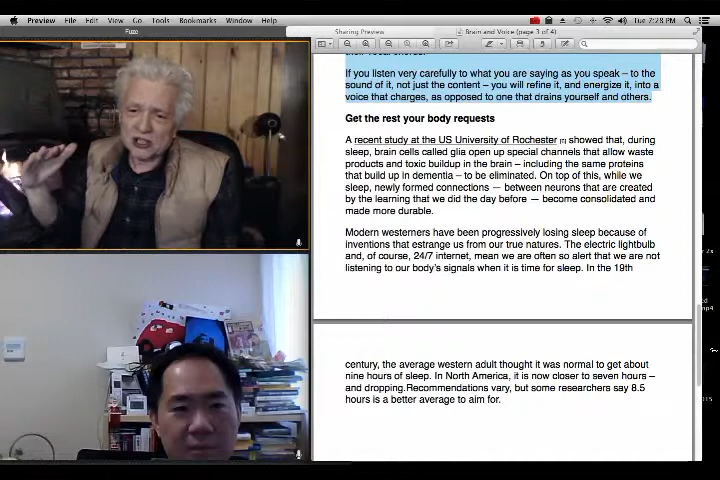 Preview File Edit View Go Tools Bookmarks Window Help
Tue 7:28 PM
Fuze
Sharing Preview
Brain and Voice (page 3 of 4)
If you listen very carefully to what you are saying as you speak – to the
sound of it, not just the content – you will refine it, and energize it, into a
voice that charges, as opposed to one that drains yourself and others.
Get the rest your body requests
A recent study at the US University of Rochester [i] showed that, during
sleep, brain cells called glia open up special channels that allow waste
products and toxic buildup in the brain – including the same proteins
that build up in dementia – to be eliminated. On top of this, while we
sleep, newly formed connections — between neurons that are created
by the learning that we did the day before — become consolidated and
made more durable.
Modern westerners have been progressively losing sleep because of
inventions that estrange us from our true natures. The electric lightbulb
and, of course, 24/7 internet, mean we are often so alert that we are not
listening to our body's signals when it is time for sleep. In the 19th
century, the average western adult thought it was normal to get about
nine hours of sleep. In North America, it is now closer to seven hours –
and dropping.Recommendations vary, but some researchers say 8.5
hours is a better average to aim for.